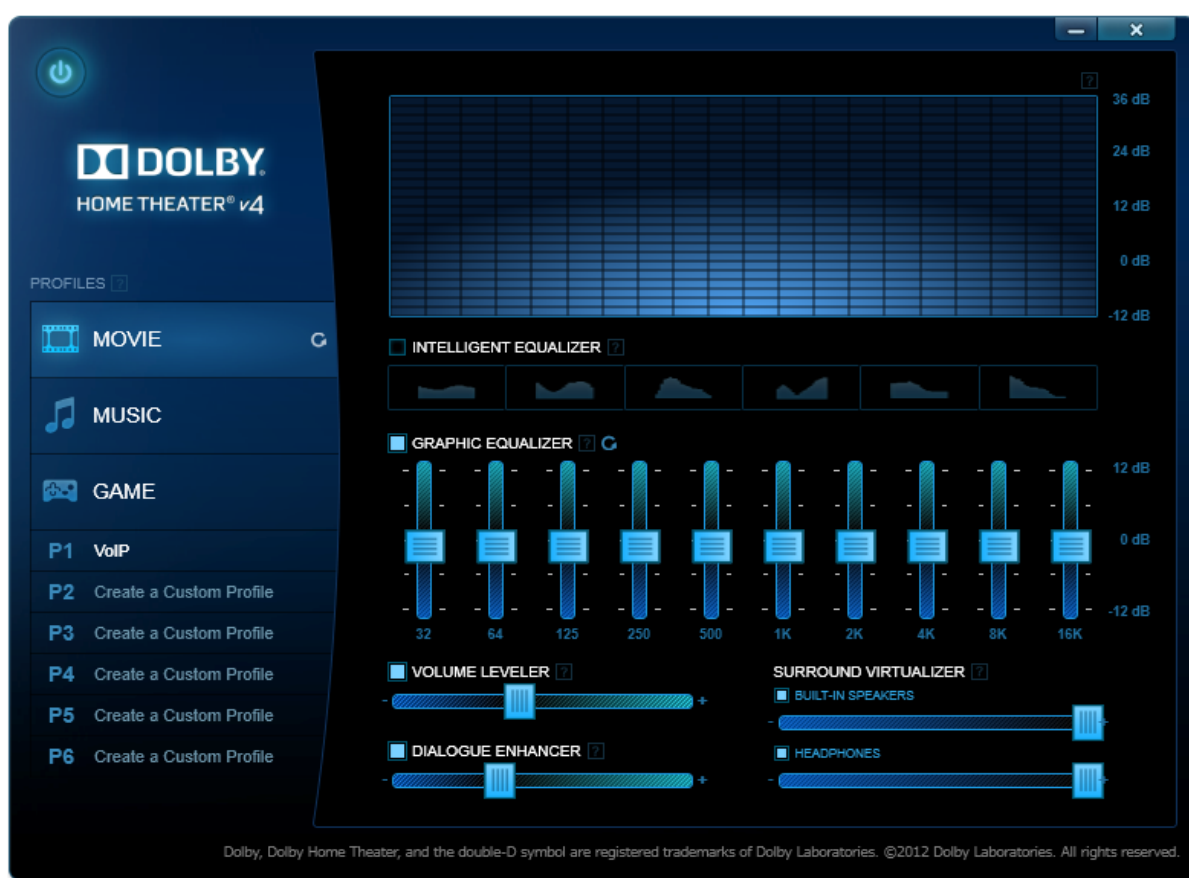 DOLBY
HOME THEATER® v4
PROFILES ?
MOVIE
MUSIC
GAME
P1 VoIP
P2 Create a Custom Profile
P3 Create a Custom Profile
P4 Create a Custom Profile
P5 Create a Custom Profile
P6 Create a Custom Profile
?
36 dB
24 dB
12 dB
0 dB
-12 dB
INTELLIGENT EQUALIZER ?
GRAPHIC EQUALIZER ?
12 dB
0 dB
-12 dB
32 64 125 250 500 1K 2K 4K 8K 16K
VOLUME LEVELER ?
- +
DIALOGUE ENHANCER ?
- +
SURROUND VIRTUALIZER ?
BUILT-IN SPEAKERS
- +
HEADPHONES
- +
Dolby, Dolby Home Theater, and the double-D symbol are registered trademarks of Dolby Laboratories. ©2012 Dolby Laboratories. All rights reserved.